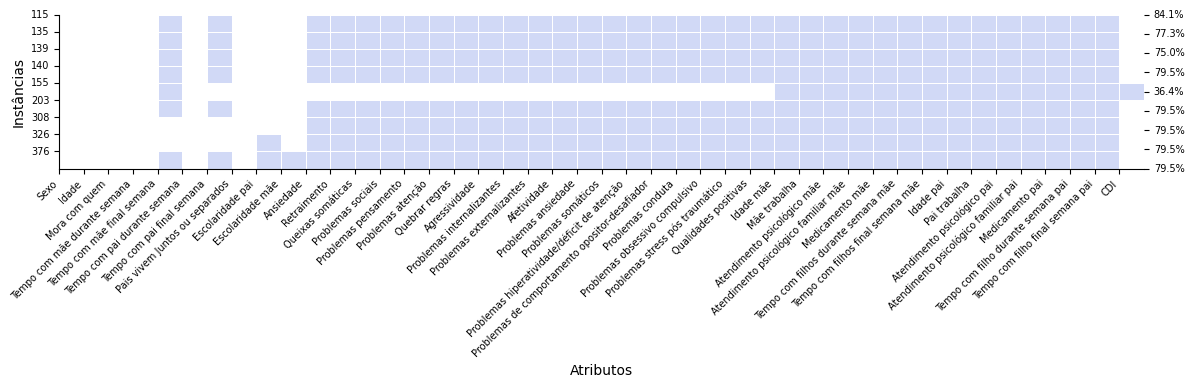 Instâncias
115
135
139
140
155
203
308
326
376
84.1%
77.3%
75.0%
79.5%
36.4%
79.5%
79.5%
79.5%
79.5%
Sexo
Idade
Mora com quem
Tempo com mãe durante semana
Tempo com mãe final semana
Tempo com pai durante semana
Tempo com pai final semana
Pais vivem juntos ou separados
Escolaridade pai
Escolaridade mãe
Ansiedade
Retraimento
Queixas somáticas
Problemas sociais
Problemas pensamento
Problemas atenção
Quebrar regras
Agressividade
Problemas internalizantes
Problemas externalizantes
Afetividade
Problemas ansiedade
Problemas somáticos
Problemas hiperatividade/déficit de atenção
Problemas de comportamento opositor-desafiador
Problemas conduta
Problemas obsessivo compulsivo
Problemas stress pós traumático
Qualidades positivas
Idade mãe
Mãe trabalha
Atendimento psicológico mãe
Atendimento psicológico familiar mãe
Medicamento mãe
Tempo com filhos durante semana mãe
Tempo com filhos final semana mãe
Idade pai
Pai trabalha
Atendimento psicológico pai
Atendimento psicológico familiar pai
Medicamento pai
Tempo com filho durante semana pai
Tempo com filho final semana pai
CDI
Atributos